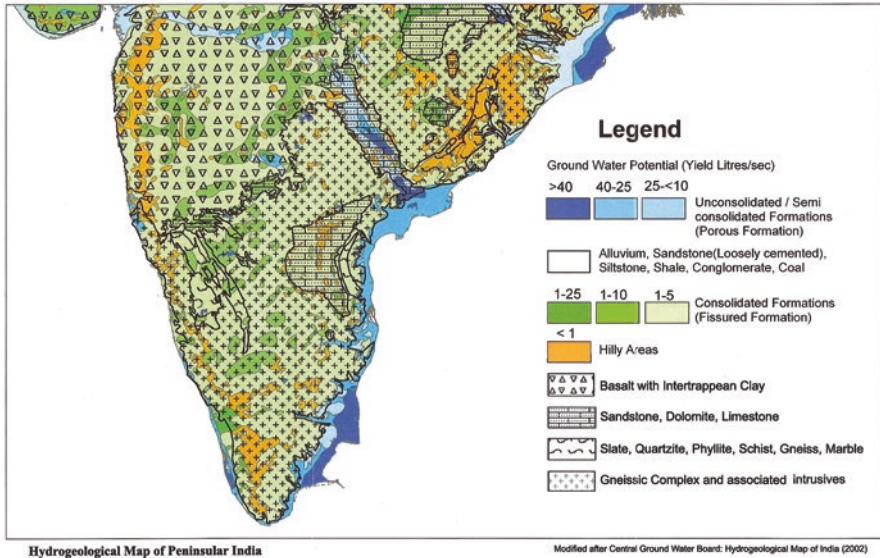 Legend
Ground Water Potential (Yield Litres/sec)
>40 40-25 25-<10
Unconsolidated / Semi
consolidated Formations
(Porous Formation)
Alluvium, Sandstone(Loosely cemented),
Siltstone, Shale, Conglomerate, Coal
1-25 1-10 1-5
Consolidated Formations
(Fissured Formation)
< 1
Hilly Areas
Basalt with Intertrappean Clay
Sandstone, Dolomite, Limestone
Slate, Quartzite, Phyllite, Schist, Gneiss, Marble
Gneissic Complex and associated intrusives
Hydrogeological Map of Peninsular India
Modified after Central Ground Water Board: Hydrogeological Map of India (2002)